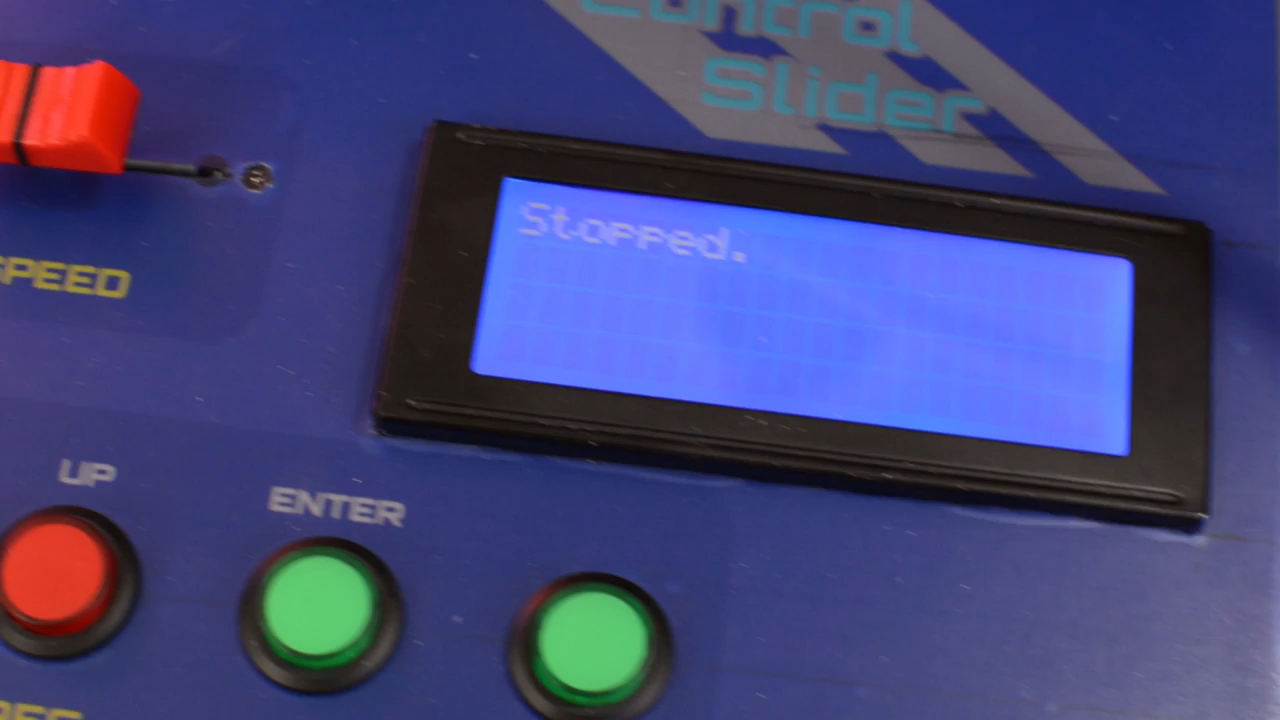 Control
Slider
Stopped.
SPEED
UP
ENTER